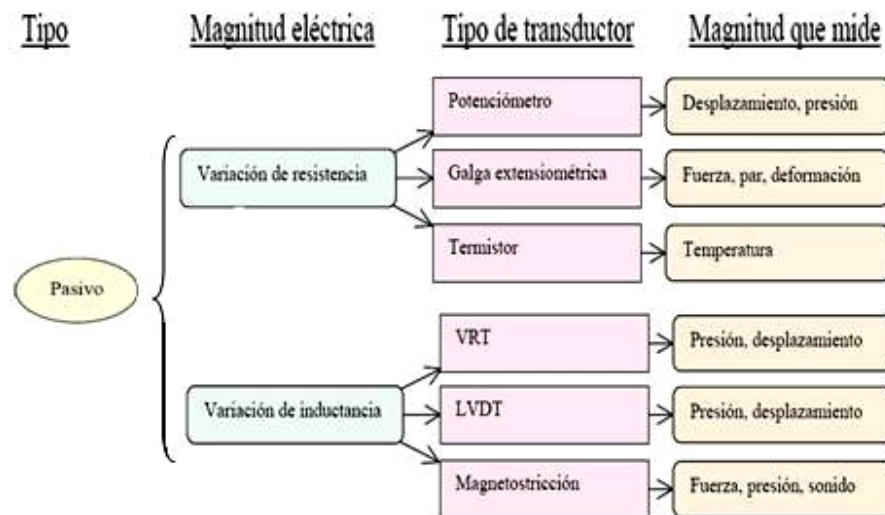 Tipo
Magnitud eléctrica
Tipo de transductor
Magnitud que mide
Potenciómetro
Desplazamiento, presión
Variación de resistencia
Galga extensiométrica
Fuerza, par, deformación
Termistor
Temperatura
Pasivo
VRT
Presión, desplazamiento
Variación de inductancia
LVDT
Presión, desplazamiento
Magnetostricción
Fuerza, presión, sonido